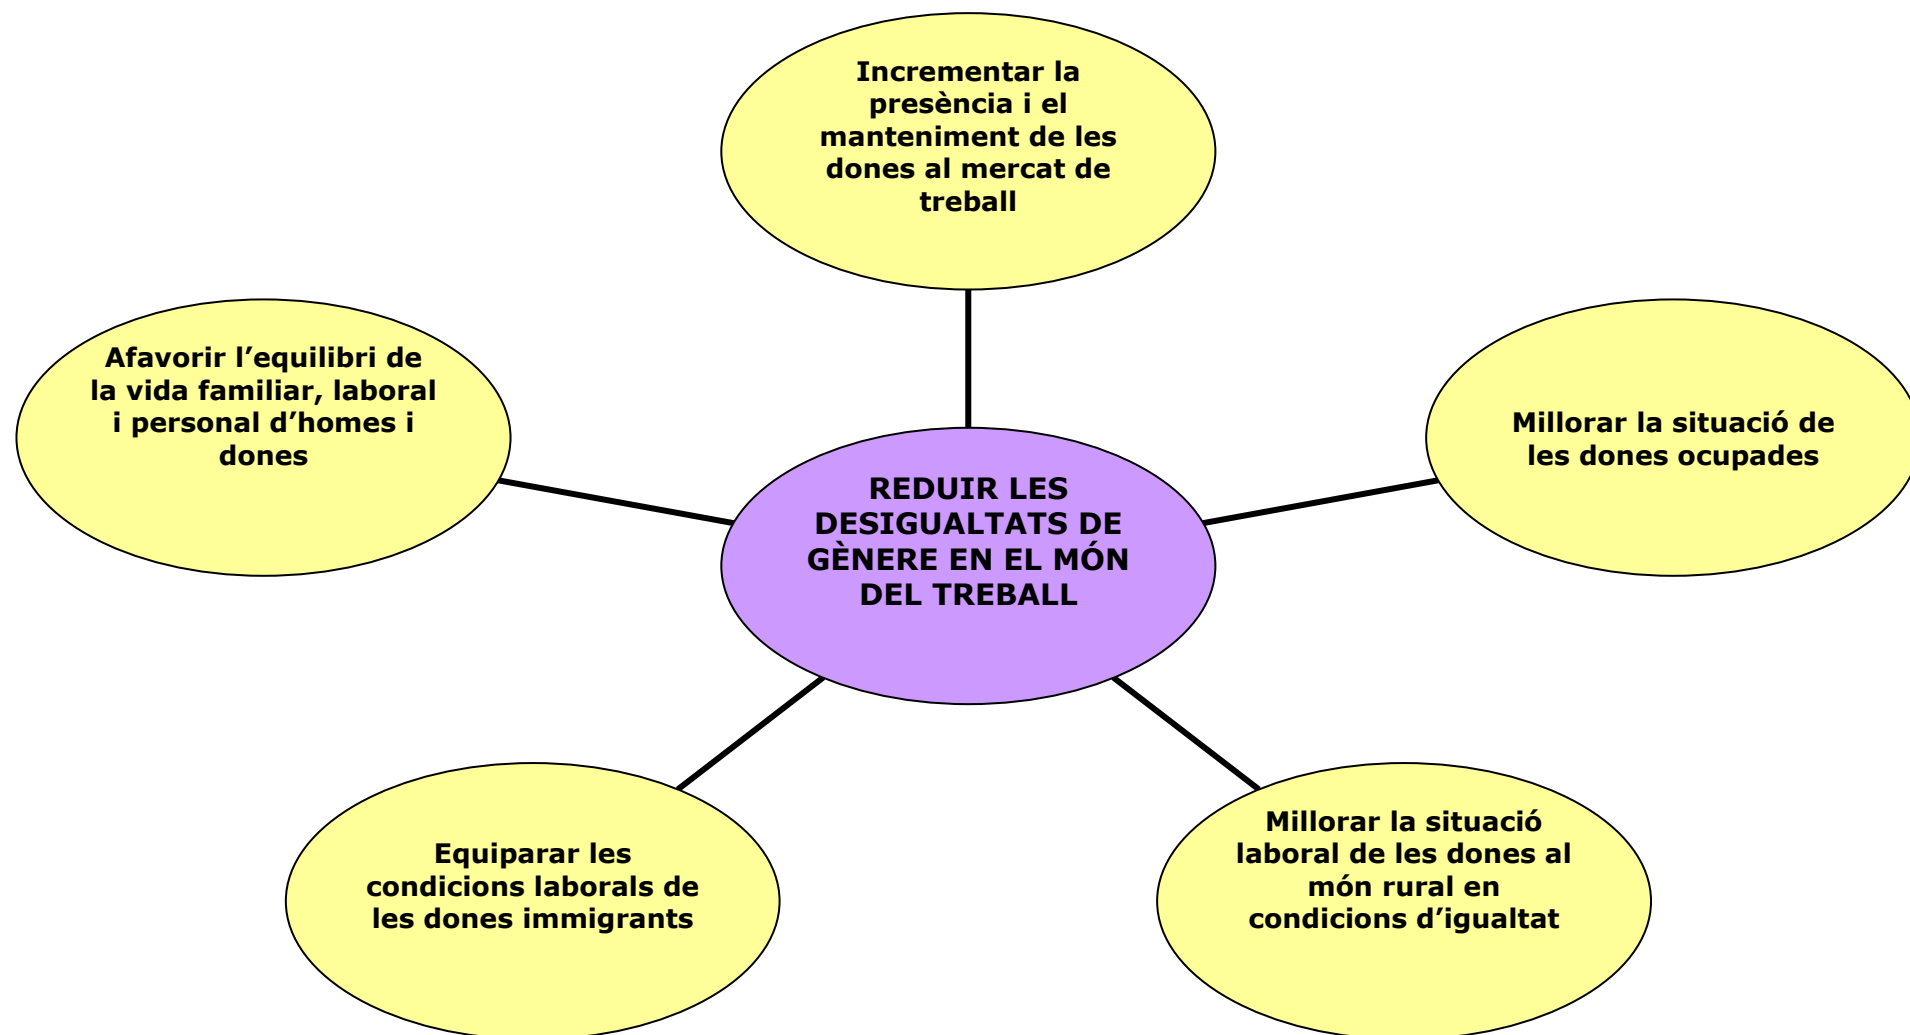 Incrementar la
presència i el
manteniment de les
dones al mercat de
treball
Afavorir l’equilibri de
la vida familiar, laboral
i personal d’homes i
dones
Millorar la situació de
les dones ocupades
REDUIR LES
DESIGUALTATS DE
GÈNERE EN EL MÓN
DEL TREBALL
Equiparar les
condicions laborals de
les dones immigrants
Millorar la situació
laboral de les dones al
món rural en
condicions d’igualtat